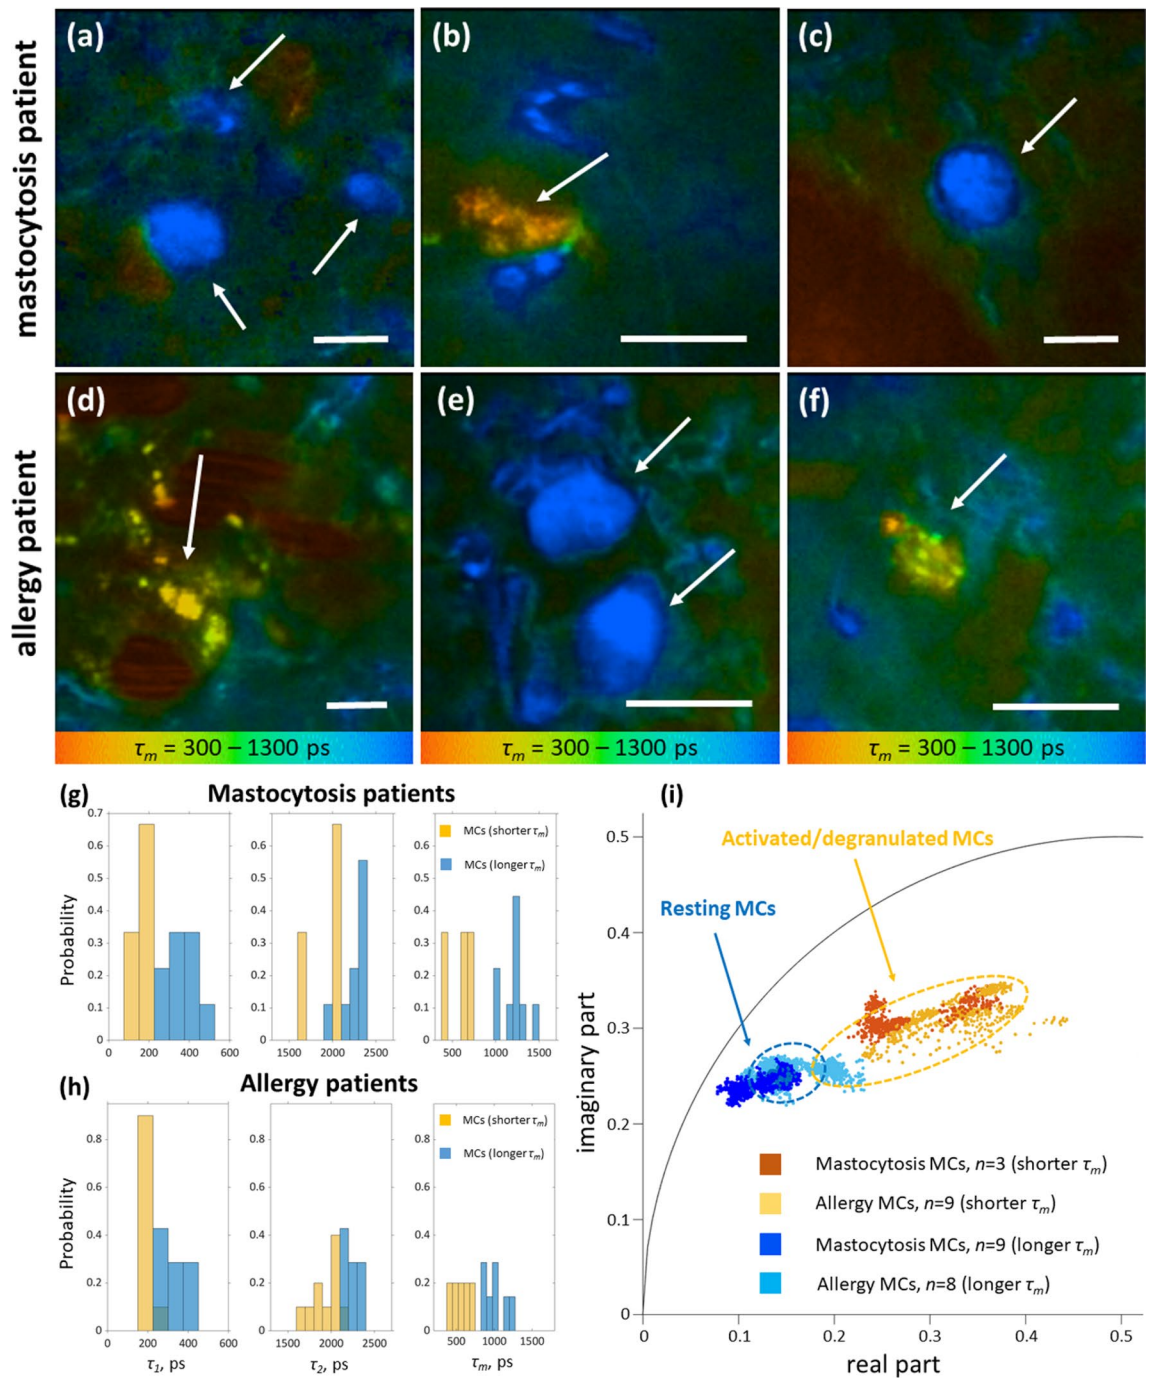 mastocytosis patient
(a)
(b)
(c)
allergy patient
(d)
(e)
(f)
τm = 300 – 1300 ps
τm = 300 – 1300 ps
τm = 300 – 1300 ps
(g)
Mastocytosis patients
Probability
0.7
0.6
0.5
0.4
0.3
0.2
0.1
0
0 200 400 600
1500 2000 2500
MCs (shorter τm)
MCs (longer τm)
500 1000 1500
(h)
Allergy patients
Probability
0.8
0.6
0.4
0.2
0
0 200 400 600
τ1, ps
1500 2000 2500
τ2, ps
MCs (shorter τm)
MCs (longer τm)
500 1000 1500
τm, ps
(i)
Activated/degranulated MCs
Resting MCs
imaginary part
0.5
0.4
0.3
0.2
0.1
0
Mastocytosis MCs, n=3 (shorter τm)
Allergy MCs, n=9 (shorter τm)
Mastocytosis MCs, n=9 (longer τm)
Allergy MCs, n=8 (longer τm)
0 0.1 0.2 0.3 0.4 0.5
real part